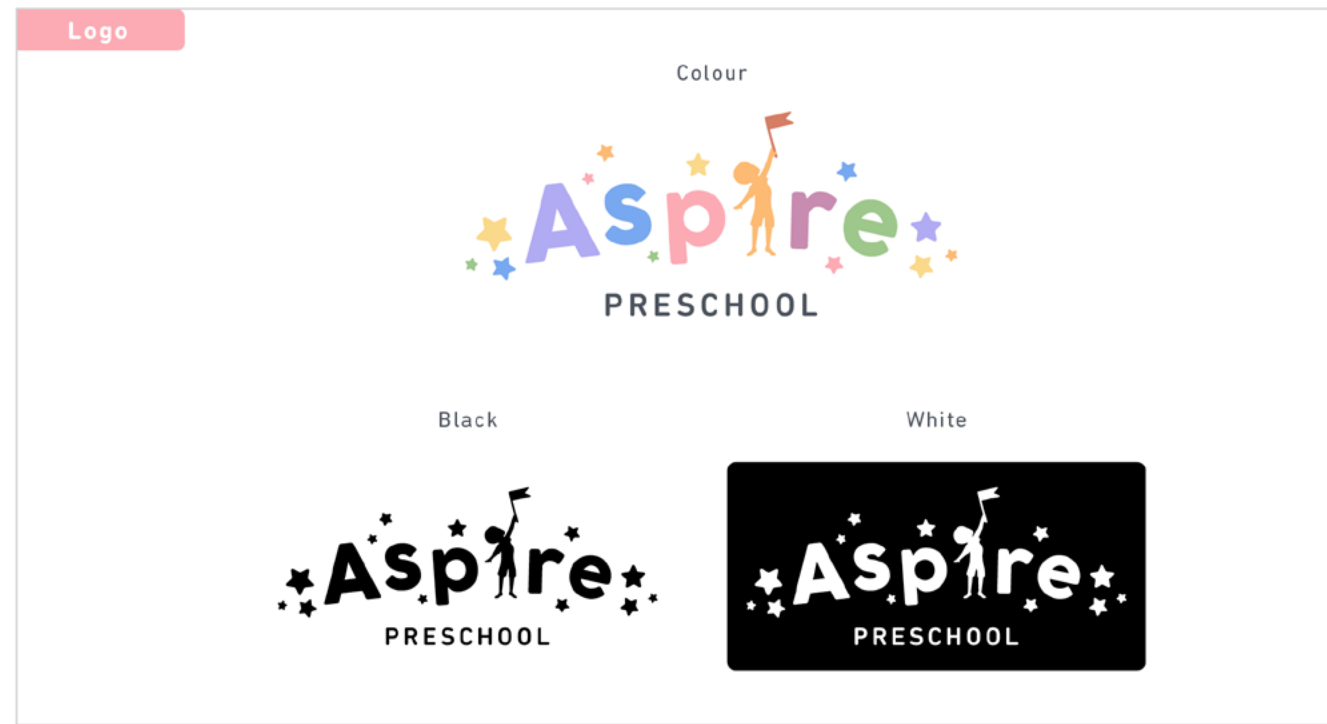 Logo
Colour
Aspire
PRESCHOOL
Black
White
Aspire
PRESCHOOL
Aspire
PRESCHOOL